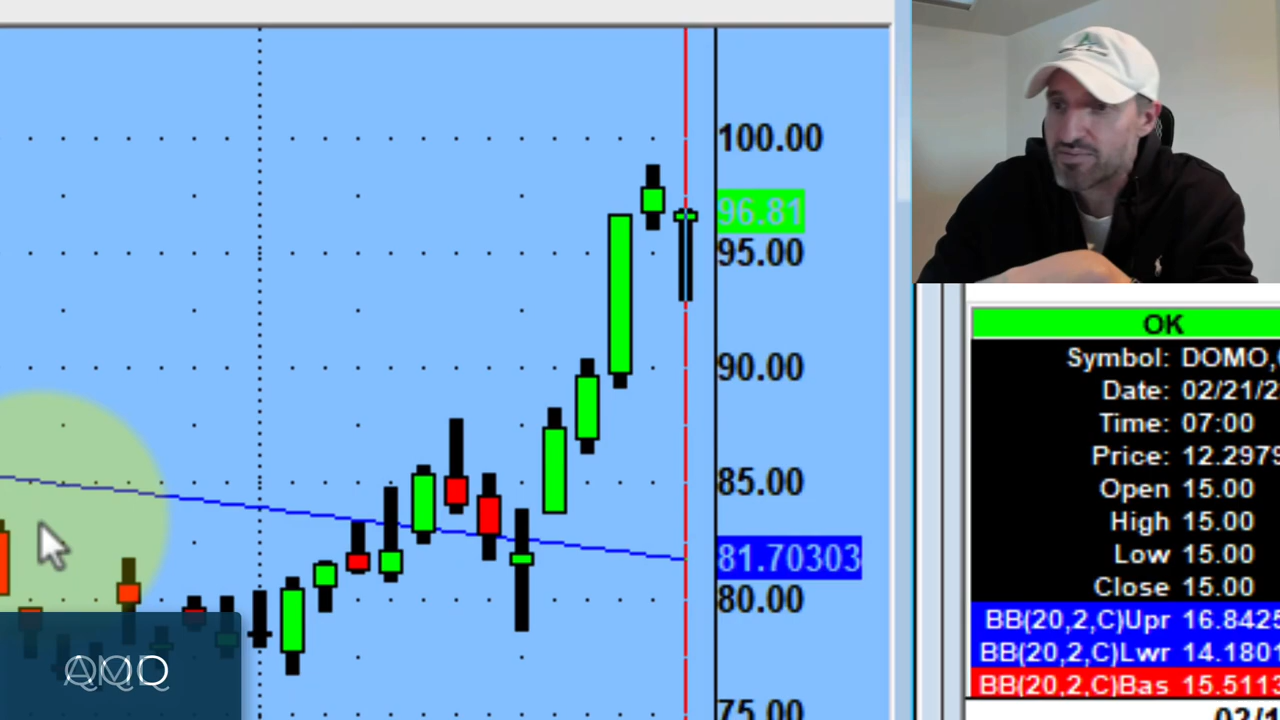 100.00
96.81
95.00
90.00
85.00
81.70303
80.00
75.00
OK
Symbol: DOMO,
Date: 02/21/2
Time: 07:00
Price: 12.2979
Open 15.00
High 15.00
Low 15.00
Close 15.00
BB(20,2,C)Upr 16.8425
BB(20,2,C)Lwr 14.1801
BB(20,2,C)Bas 15.5113
02/1